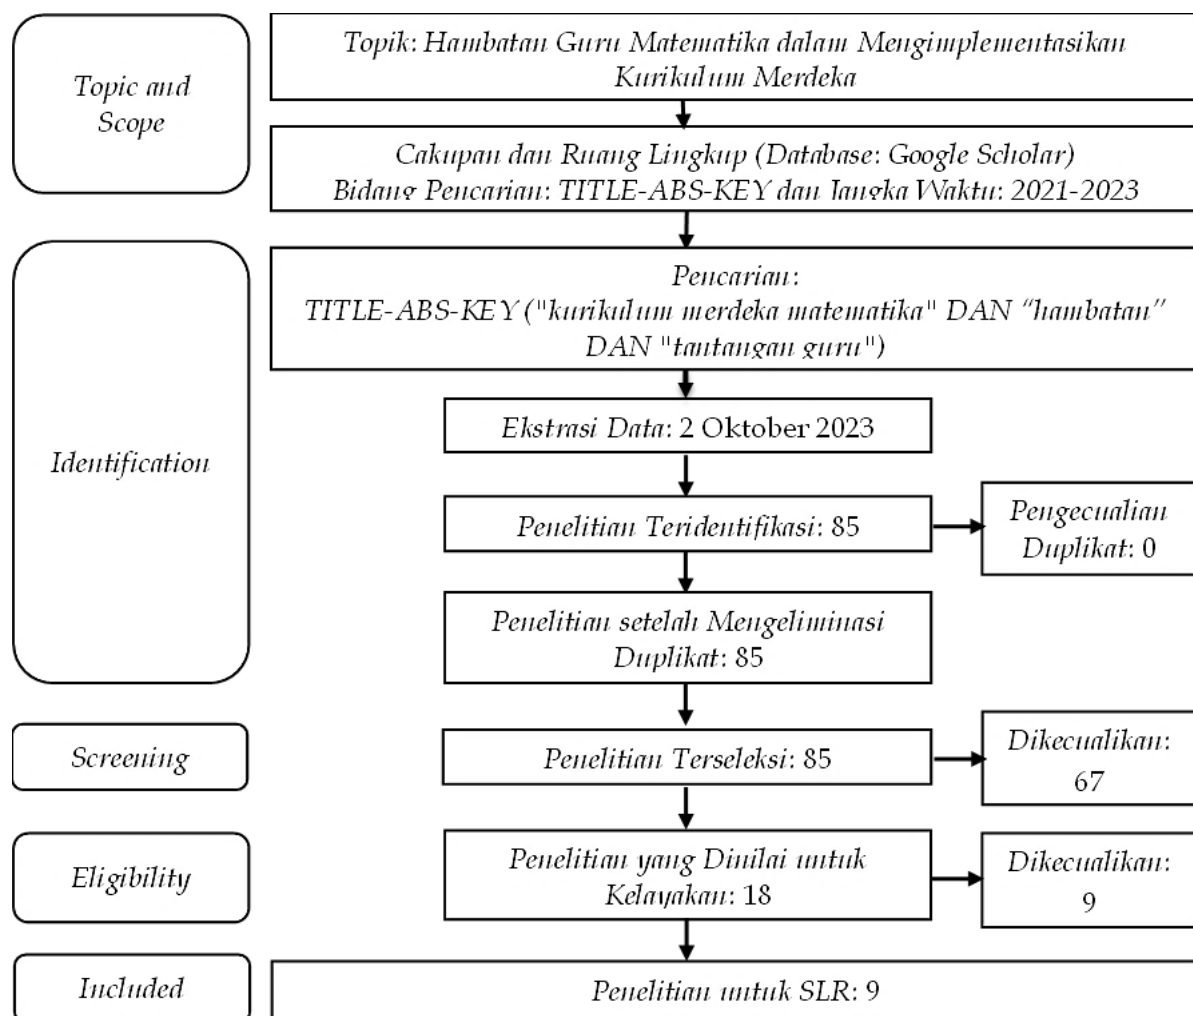 Topic and
Scope
Topik: Hambatan Guru Matematika dalam Mengimplementasikan
Kurikulum Merdeka
Cakupan dan Ruang Lingkup (Database: Google Scholar)
Bidang Pencarian: TITLE-ABS-KEY dan Jangka Waktu: 2021-2023
Identification
Pencarian:
TITLE-ABS-KEY ("kurikulum merdeka matematika" DAN “hambatan”
DAN "tantangan guru")
Ekstrasi Data: 2 Oktober 2023
Penelitian Teridentifikasi: 85
Pengecualian
Duplikat: 0
Penelitian setelah Mengeliminasi
Duplikat: 85
Screening
Penelitian Terseleksi: 85
Dikecualikan:
67
Eligibility
Penelitian yang Dinilai untuk
Kelayakan: 18
Dikecualikan:
9
Included
Penelitian untuk SLR: 9